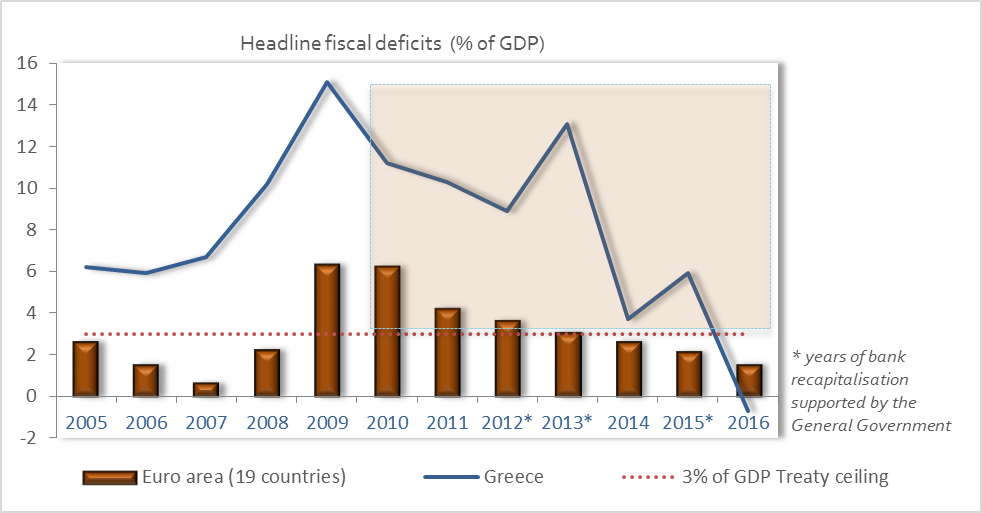 Headline fiscal deficits (% of GDP)
16
14
12
10
8
6
4
2
0
-2
2005 2006 2007 2008 2009 2010 2011 2012* 2013* 2014 2015* 2016
* years of bank
recapitalisation
supported by the
General Government
Euro area (19 countries) Greece 3% of GDP Treaty ceiling